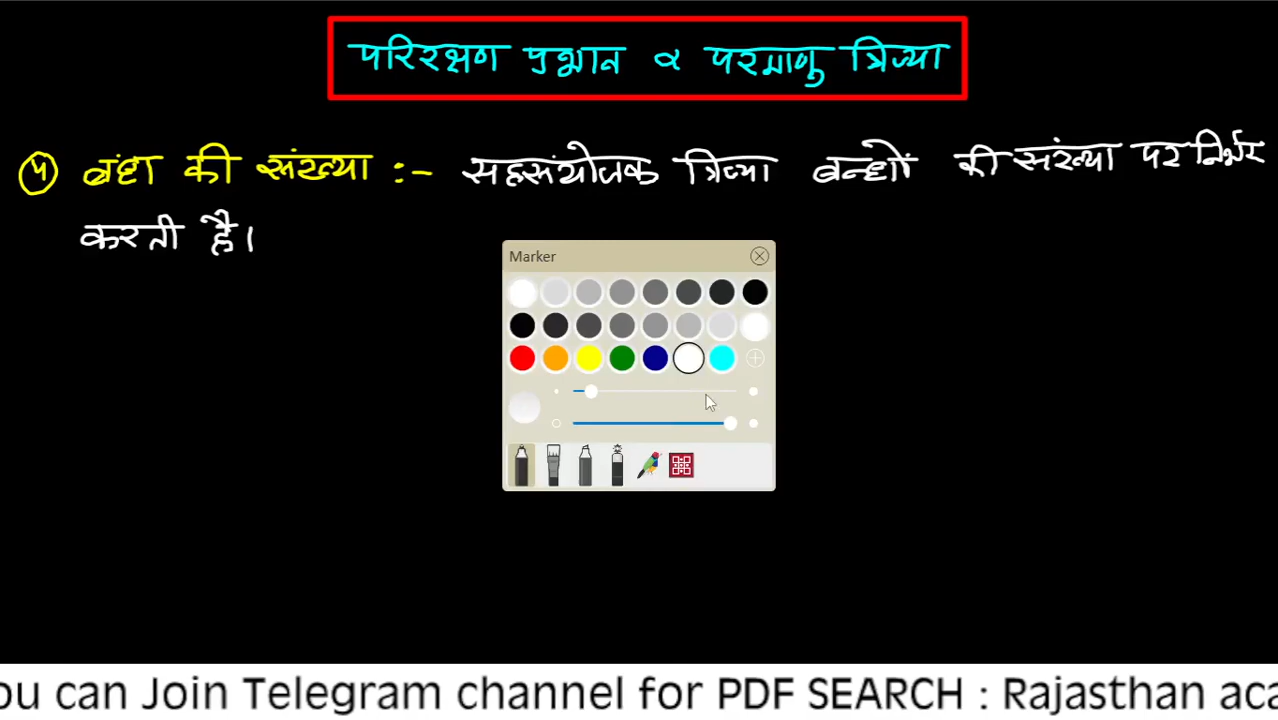 परिरक्षण प्रभाव & परमाणु त्रिज्या
५ बंध की संख्या :- सहसंयोजक त्रिज्या बन्धों की संख्या पर निर्भर
करती है।
Marker
ou can Join Telegram channel for PDF SEARCH : Rajasthan aca